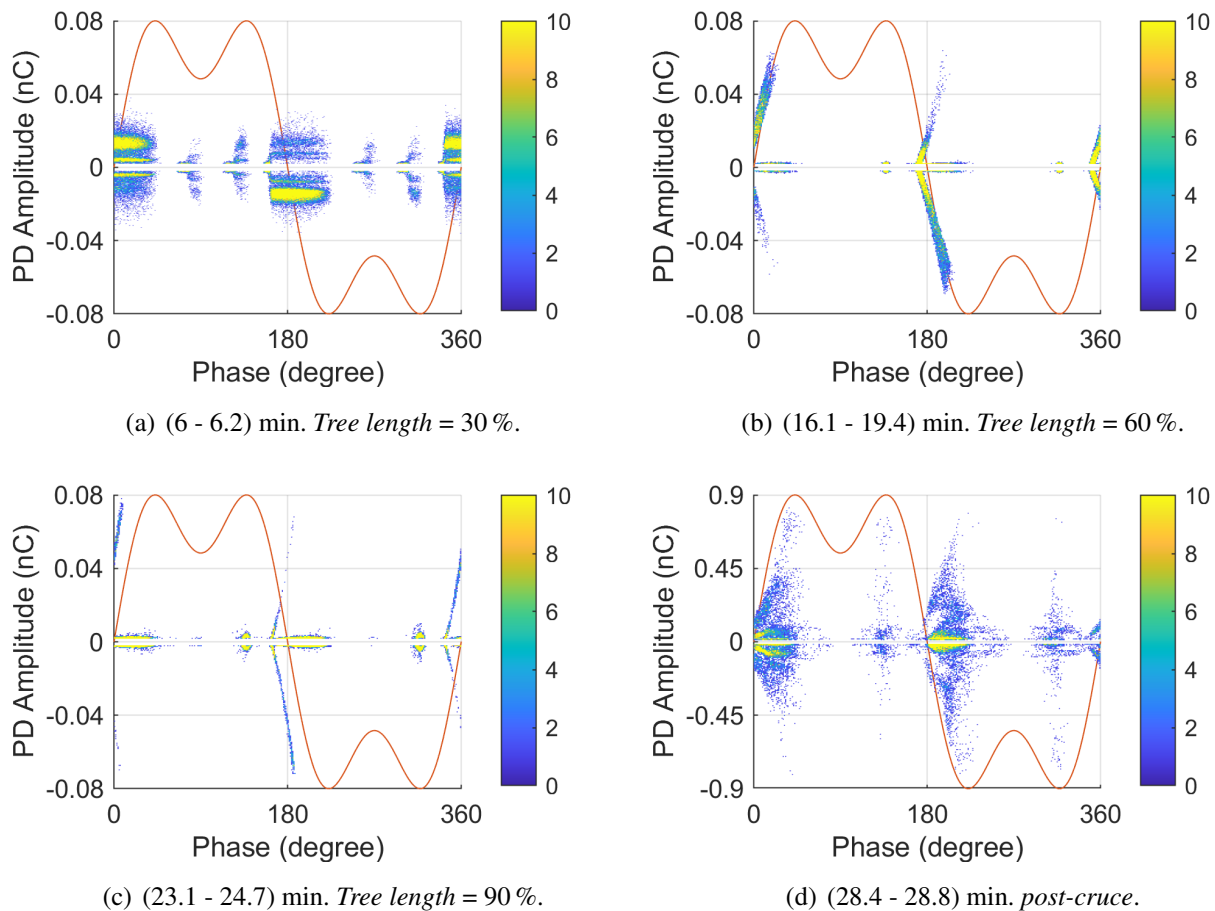 0.08
0.04
0
-0.04
-0.08
PD Amplitude (nC)
0 180 360
Phase (degree)
10
8
6
4
2
0
(a) (6 - 6.2) min. Tree length = 30 %.
0.08
0.04
0
-0.04
-0.08
PD Amplitude (nC)
0 180 360
Phase (degree)
10
8
6
4
2
0
(b) (16.1 - 19.4) min. Tree length = 60 %.
0.08
0.04
0
-0.04
-0.08
PD Amplitude (nC)
0 180 360
Phase (degree)
10
8
6
4
2
0
(c) (23.1 - 24.7) min. Tree length = 90 %.
0.9
0.45
0
-0.45
-0.9
PD Amplitude (nC)
0 180 360
Phase (degree)
10
8
6
4
2
0
(d) (28.4 - 28.8) min. post-cruce.